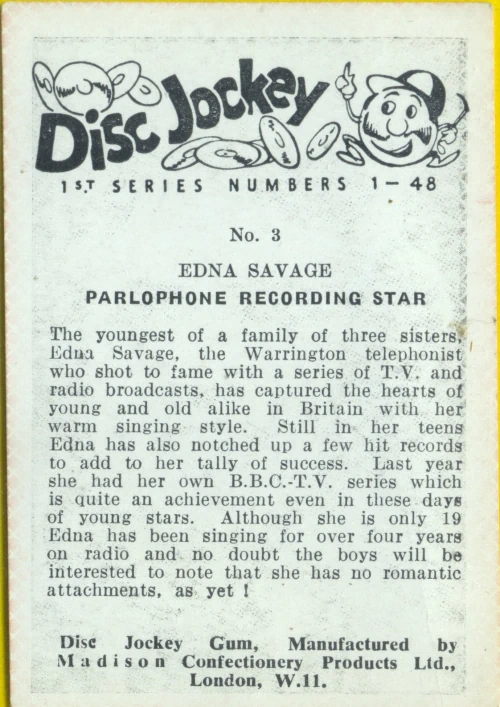 Disc Jockey
1ST SERIES NUMBERS 1-48
No. 3
EDNA SAVAGE
PARLOPHONE RECORDING STAR
The youngest of a family of three sisters,
Edna Savage, the Warrington telephonist
who shot to fame with a series of T.V. and
radio broadcasts, has captured the hearts of
young and old alike in Britain with her
warm singing style. Still in her teens
Edna has also notched up a few hit records
to add to her tally of success. Last year
she had her own B.B.C.-T.V. series which
is quite an achievement even in these days
of young stars. Although she is only 19
Edna has been singing for over four years
on radio and no doubt the boys will be
interested to note that she has no romantic
attachments, as yet !
Disc Jockey Gum, Manufactured by
Madison Confectionery Products Ltd.,
London, W.11.